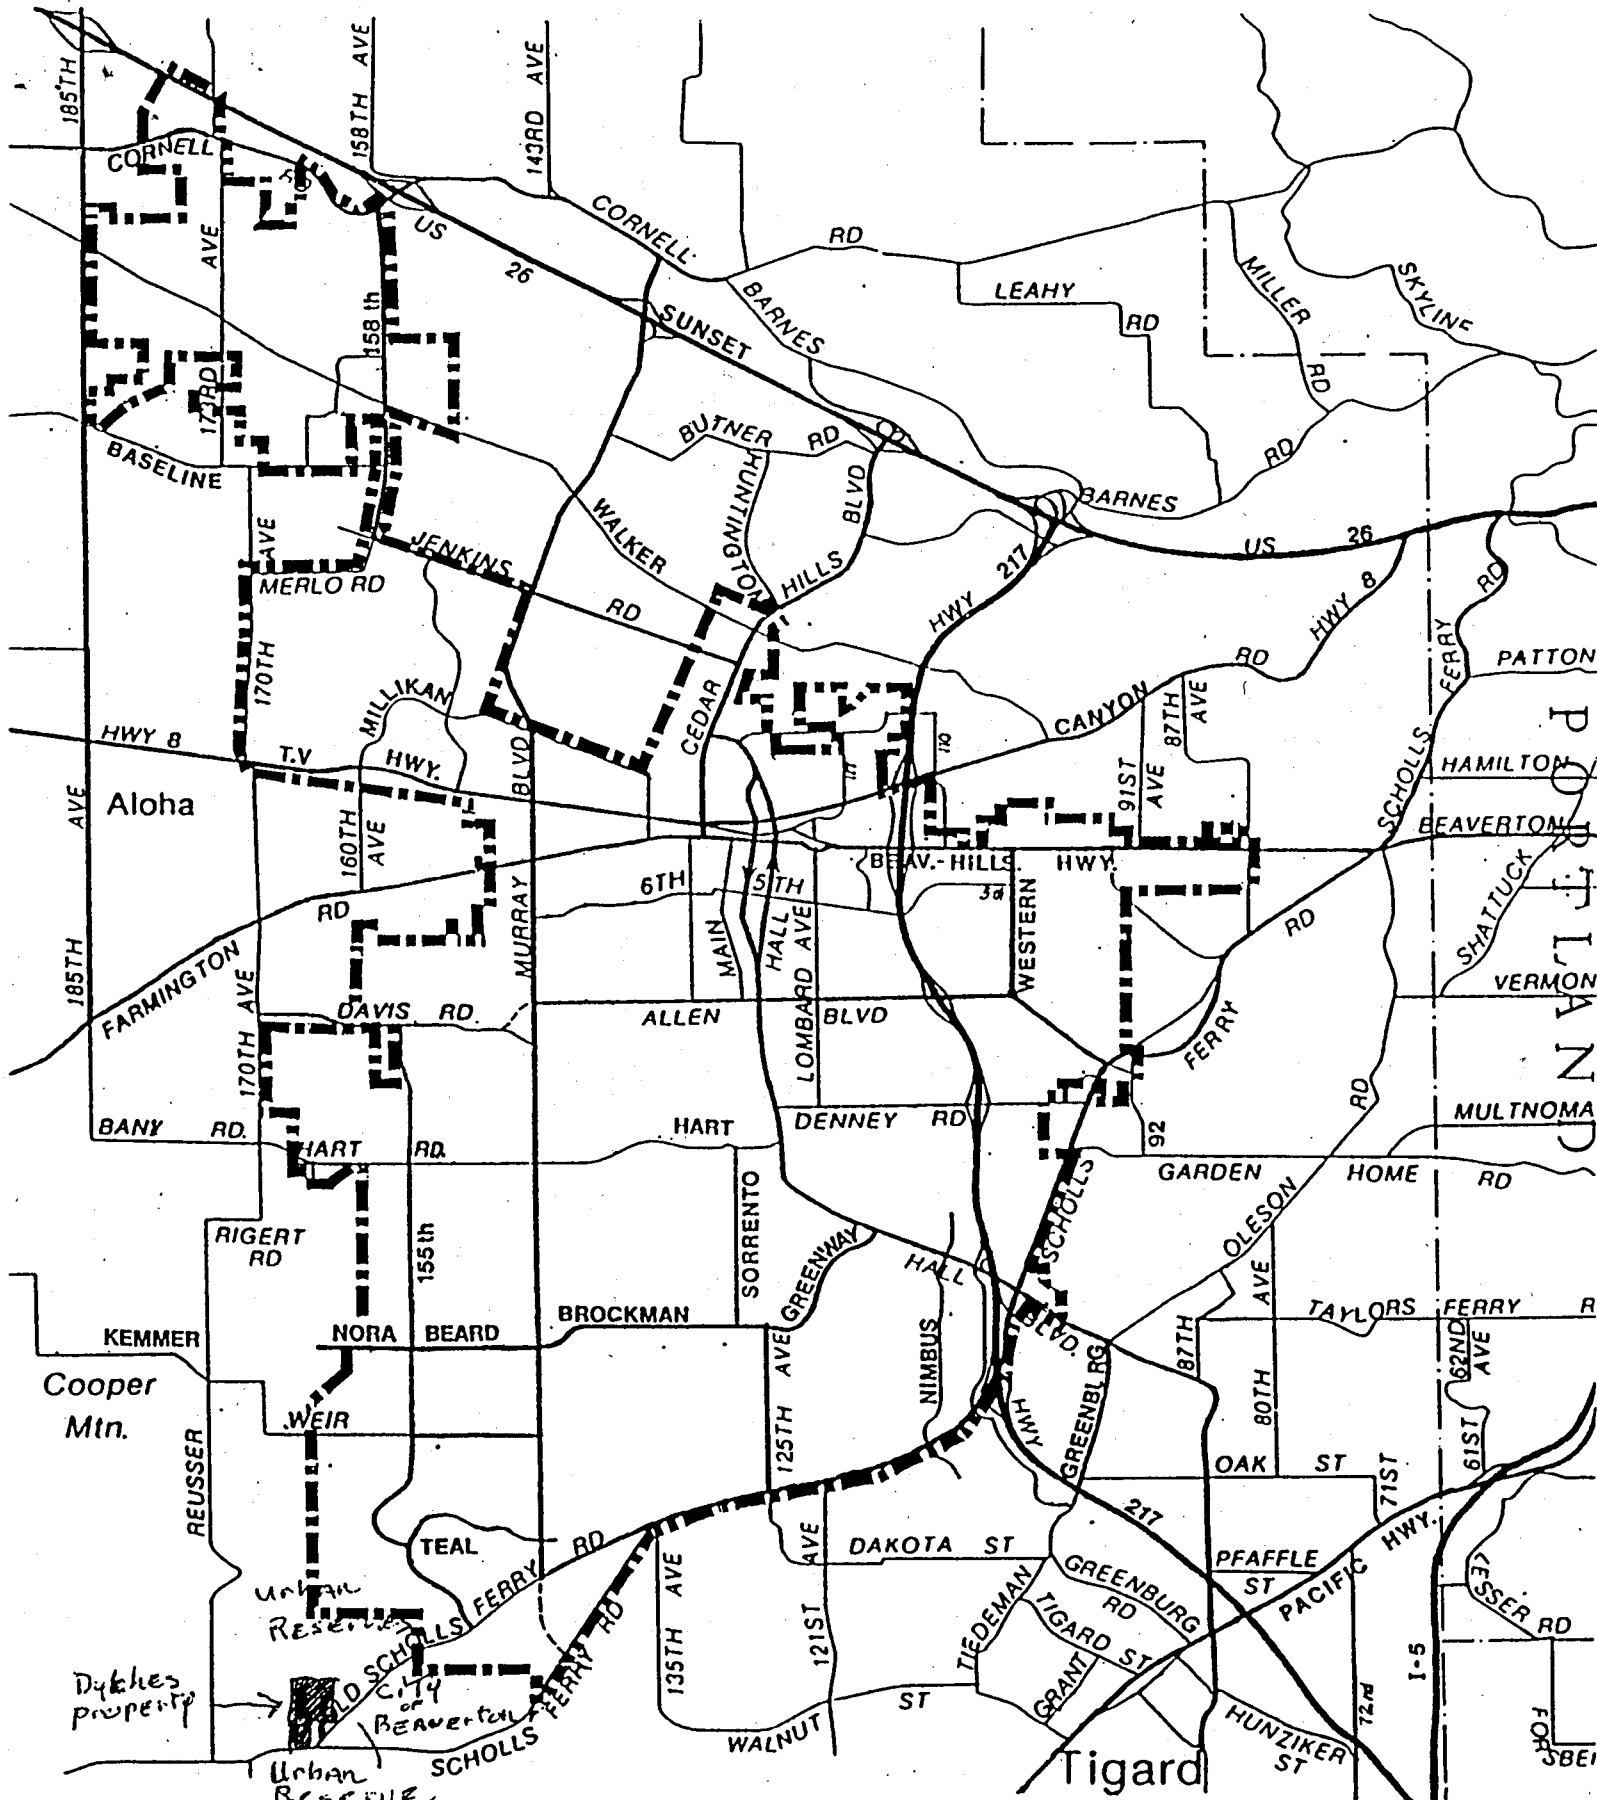 185TH
158TH AVE
143RD AVE
CORNELL
AVE
US
26
CORNELL
RD
BARNES
LEAHY
RD
MILLER
RD
SKYLINE
SUNSET
158 th
173RD
BASELINE
BUTNER
RD
HUNTINGTON
BLVD
RD
BARNES
US
26
217
HWY
HWY 8
RD
WALKER
HILLS
JENKINS
RD
AVE
MERLO RD
170TH
MILLIKAN
CEDAR
CANYON
RD
87TH AVE
FERRY
PATTON
SCHOLLS
HAMILTON
PORTLAND
HWY 8
T.V
HWY.
BLVD
Aloha
AVE
160TH AVE
91ST AVE
BEAVERTON
BEAV.-HILLS.
HWY.
6TH
5TH
3d
WESTERN
RD
SHATTUCK
VERMON
RD
FARMINGTON
185TH
170TH AVE
MURRAY
MAIN
HALL
LOMBARD AVE
DAVIS
RD.
ALLEN
BLVD
FERRY
RD
BANY
RD.
HART
RD.
HART
DENNEY
RD
92
MULTNOMA
GARDEN
HOME
RD
RIGERT
RD
155th
SORRENTO
GREENWAY
HALL
BLVD.
SCHOLLS
OLESON
AVE
TAYLORS
FERRY
R
KEMMER
NORA
BEARD
BROCKMAN
125TH AVE
NIMBUS
GREENBURG
87TH
80TH
62ND
AVE
Cooper
Mtn.
WEIR
REUSSER
HWY
217
OAK
ST
71ST
61ST
HWY.
PACIFIC
TEAL
FERRY
RD
135TH AVE
121ST AVE
DAKOTA
ST
GREENBURG
RD
PFAFFLE
ST
TIEDEMAN
TIGARD
ST
GRANT
RD
I-5
72nd
Urban
Reserve
OLD SCHOLLS
Dytches
property
City
of
Beaverton
SCHOLLS
FERRY
RD
WALNUT
ST
HUNZIKER
ST
Tigard
Urban
Reserve